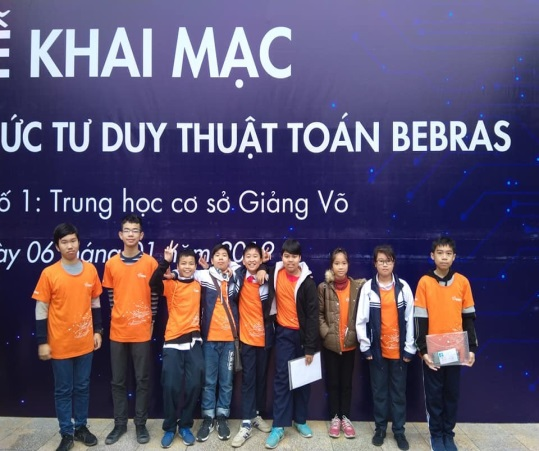 Ễ KHAI MẠC
ỨC TƯ DUY THUẬT TOÁN BEBRAS
ố 1: Trung học cơ sở Giảng Võ
ày 06